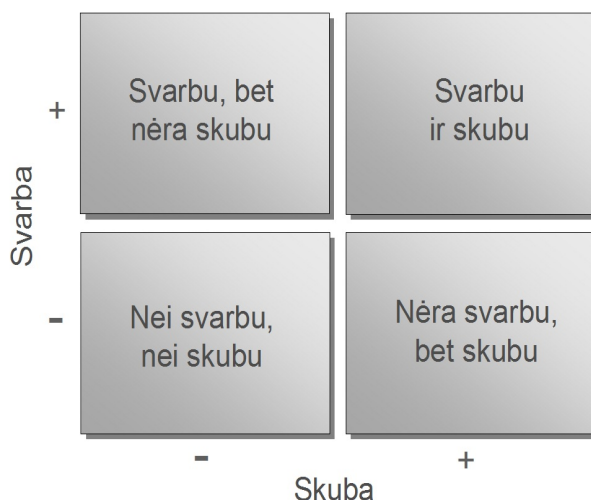 Svarbu, bet
nėra skubu
Svarbu
ir skubu
+
Svarba
Nei svarbu,
nei skubu
Nėra svarbu,
bet skubu
-
-
+
Skuba